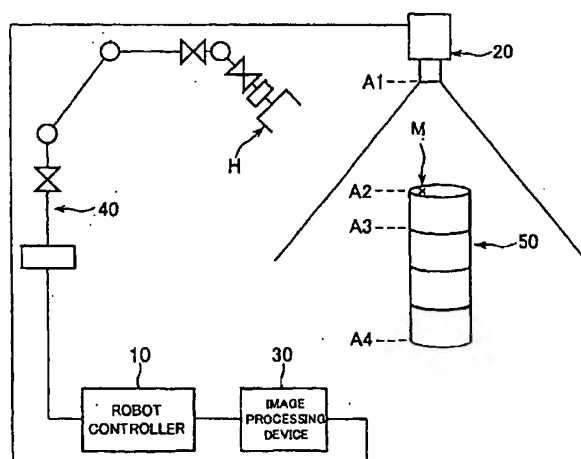 20
A1
M
H
A2
40
A3
50
A4
10
30
ROBOT
CONTROLLER
IMAGE
PROCESSING
DEVICE